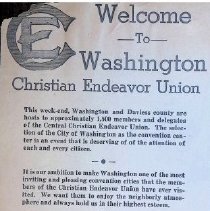 CE
Welcome
To
Washington
Christian Endeavor Union
This week-end, Washington and Daviess county are
hosts to approximately 1,500 members and delegates
of the Central Christian Endeavor Union. The selec-
tion of the City of Washington as the convention cen-
ter is an event that is deserving of of the attention of
each and every citizen.
It is our ambition to make Washington one of the most
inviting and pleasing convention cities that the mem-
bers of the Christian Endeavor Union have ever vis-
ited. We want them to enjoy the neighborly atmos-
phere and always hold us in their highest esteem.